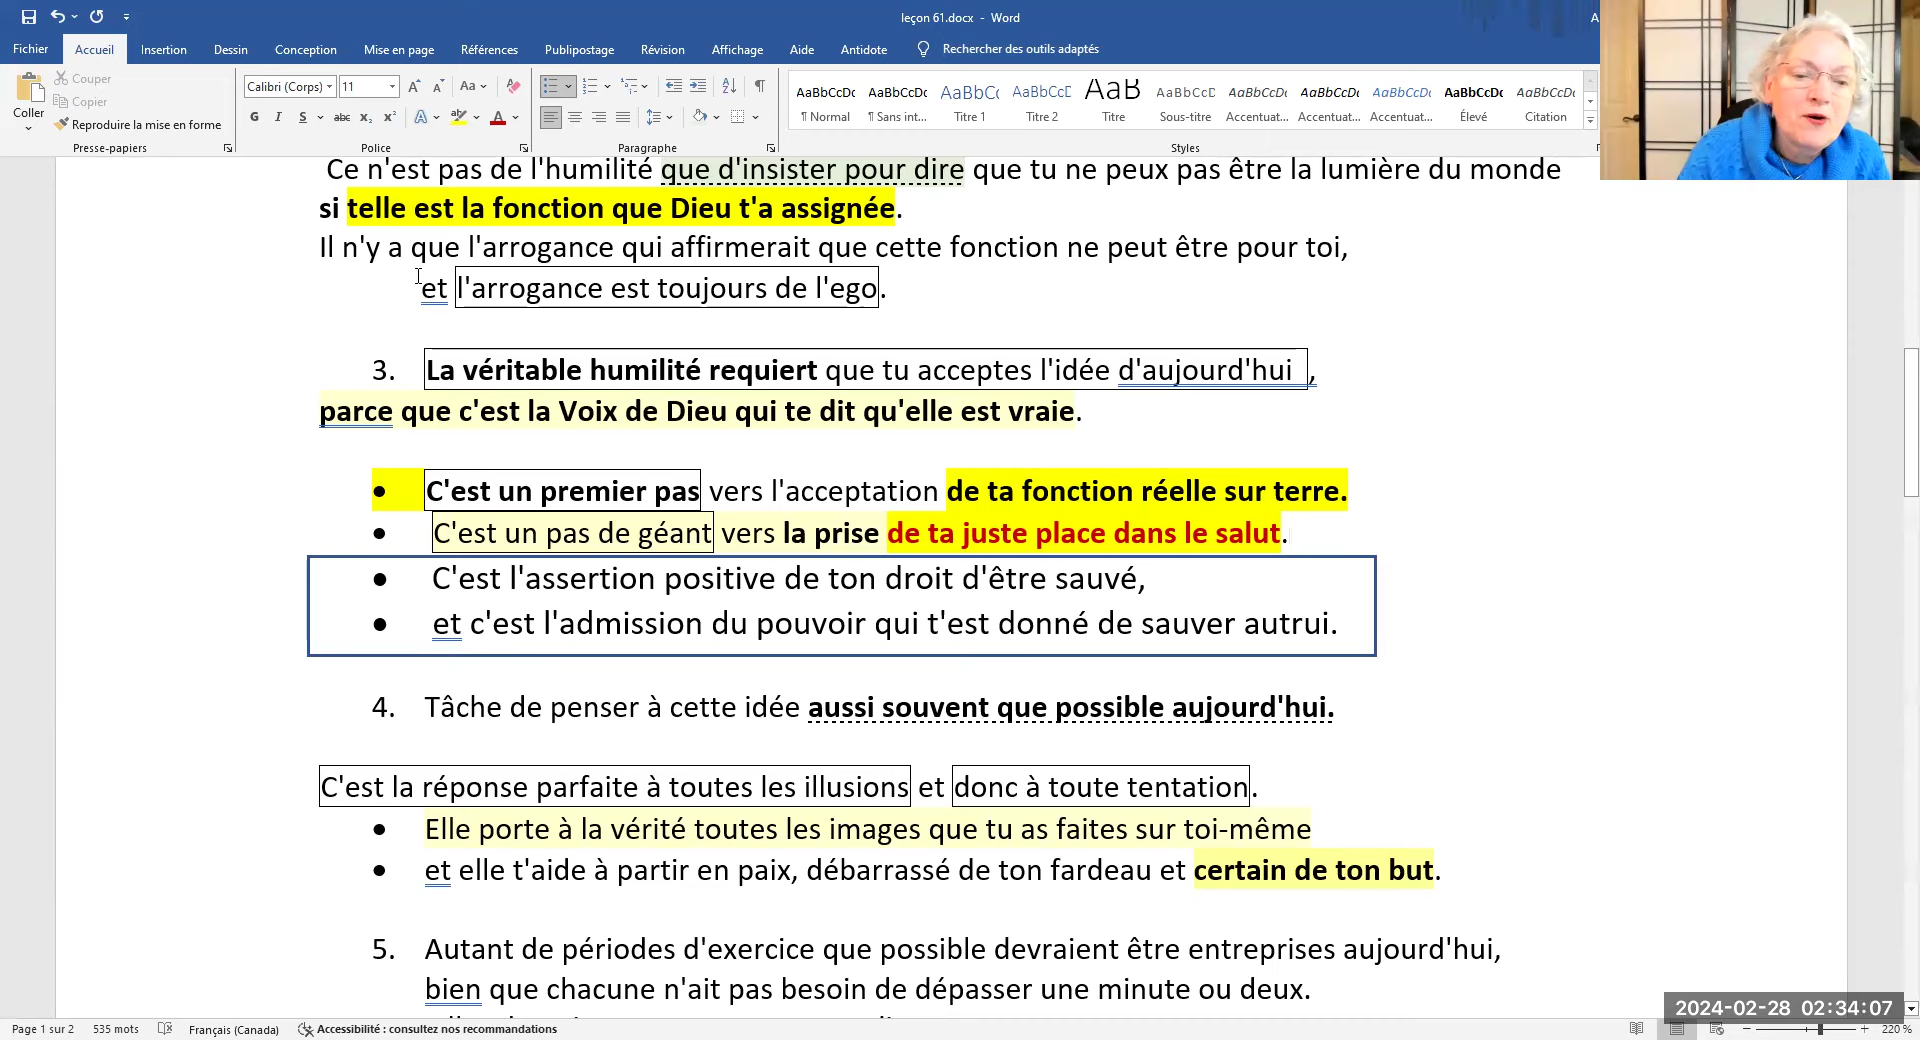 leçon 61.docx - Word
A
Fichier Accueil Insertion Dessin Conception Mise en page Références Publipostage Révision Affichage Aide Antidote Rechercher des outils adaptés
Coller
Couper
Copier
Reproduire la mise en forme
Presse-papiers
Calibri (Corps) 11 Aa
G I S abc x₂ x² A A
Police
Paragraphe
AaBbCcDc AaBbCcDc AaBbC( AaBbCcC AaB AaBbCcD AaBbCcDc AaBbCcDc AaBbCcDc AaBbCcDc AaBbCcDc
¶ Normal ¶ Sans int... Titre 1 Titre 2 Titre Sous-titre Accentuat... Accentuat... Accentuat... Élevé Citation
Styles
Ce n'est pas de l'humilité que d'insister pour dire que tu ne peux pas être la lumière du monde
si telle est la fonction que Dieu t'a assignée.
Il n'y a que l'arrogance qui affirmerait que cette fonction ne peut être pour toi,
et l'arrogance est toujours de l'ego.
3. La véritable humilité requiert que tu acceptes l'idée d'aujourd'hui ,
parce que c'est la Voix de Dieu qui te dit qu'elle est vraie.
• C'est un premier pas vers l'acceptation de ta fonction réelle sur terre.
• C'est un pas de géant vers la prise de ta juste place dans le salut.
• C'est l'assertion positive de ton droit d'être sauvé,
• et c'est l'admission du pouvoir qui t'est donné de sauver autrui.
4. Tâche de penser à cette idée aussi souvent que possible aujourd'hui.
C'est la réponse parfaite à toutes les illusions et donc à toute tentation.
• Elle porte à la vérité toutes les images que tu as faites sur toi-même
• et elle t'aide à partir en paix, débarrassé de ton fardeau et certain de ton but.
5. Autant de périodes d'exercice que possible devraient être entreprises aujourd'hui,
bien que chacune n'ait pas besoin de dépasser une minute ou deux.
2024-02-28 02:34:07
Page 1 sur 2 535 mots Français (Canada) Accessibilité : consultez nos recommandations 220 %